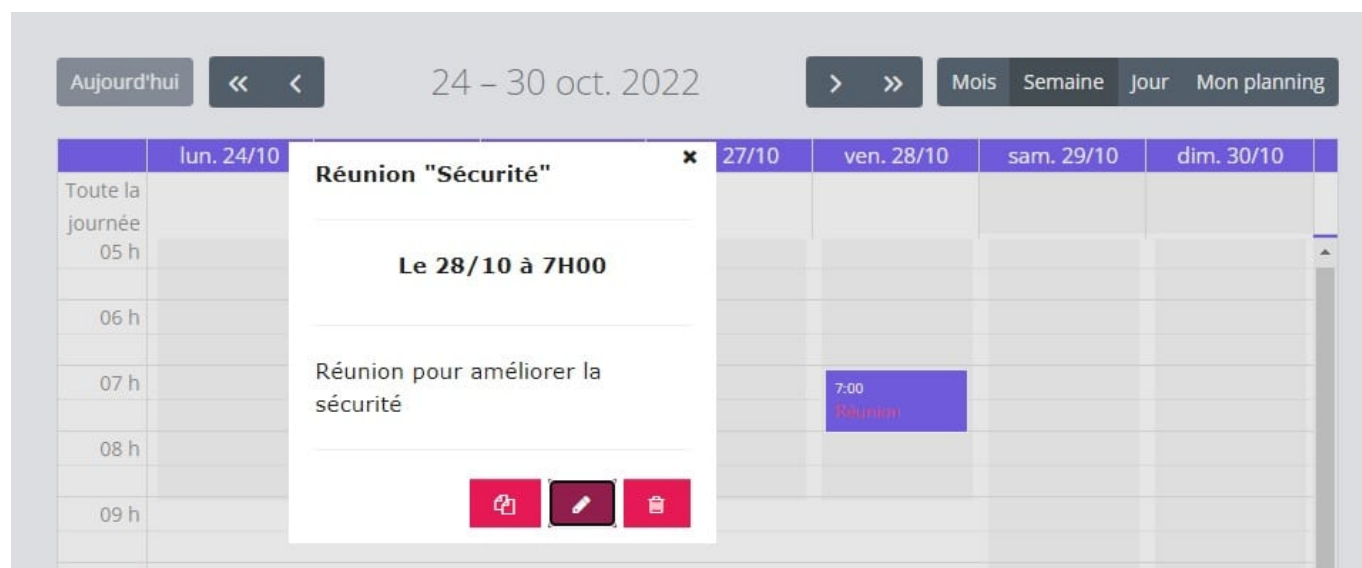 Aujourd'hui « < 24 – 30 oct. 2022 > » Mois Semaine Jour Mon planning
lun. 24/10 27/10 ven. 28/10 sam. 29/10 dim. 30/10
Toute la
journée
05 h
06 h
07 h
08 h
09 h
Réunion "Sécurité"
Le 28/10 à 7H00
Réunion pour améliorer la
sécurité
7:00
Réunion